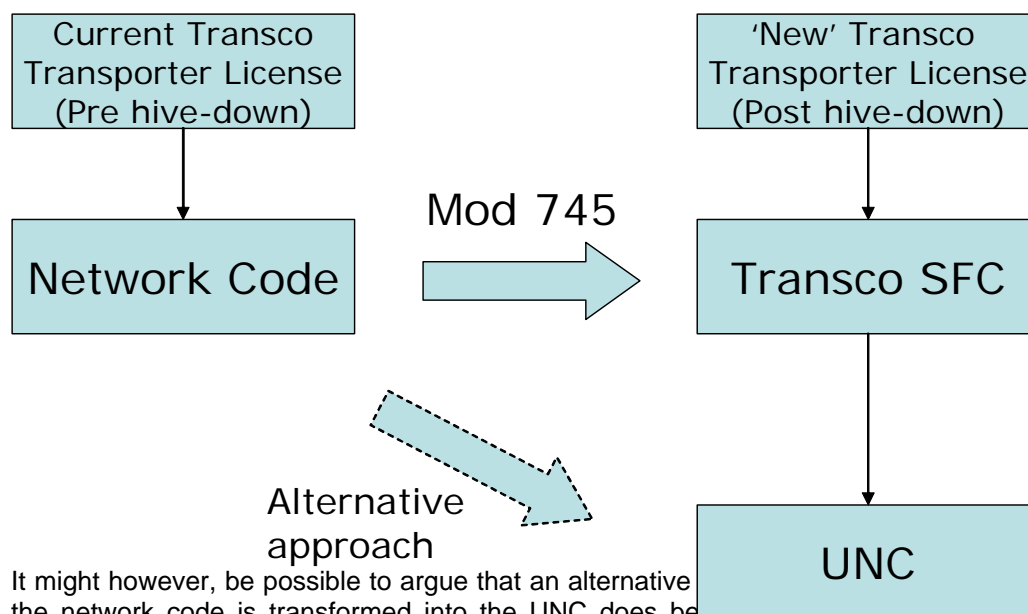 Current Transco
Transporter License
(Pre hive-down)
‘New’ Transco
Transporter License
(Post hive-down)
Network Code
Mod 745
Transco SFC
Alternative
approach
UNC
It might however, be possible to argue that an alternative
the network code is transformed into the UNC does be